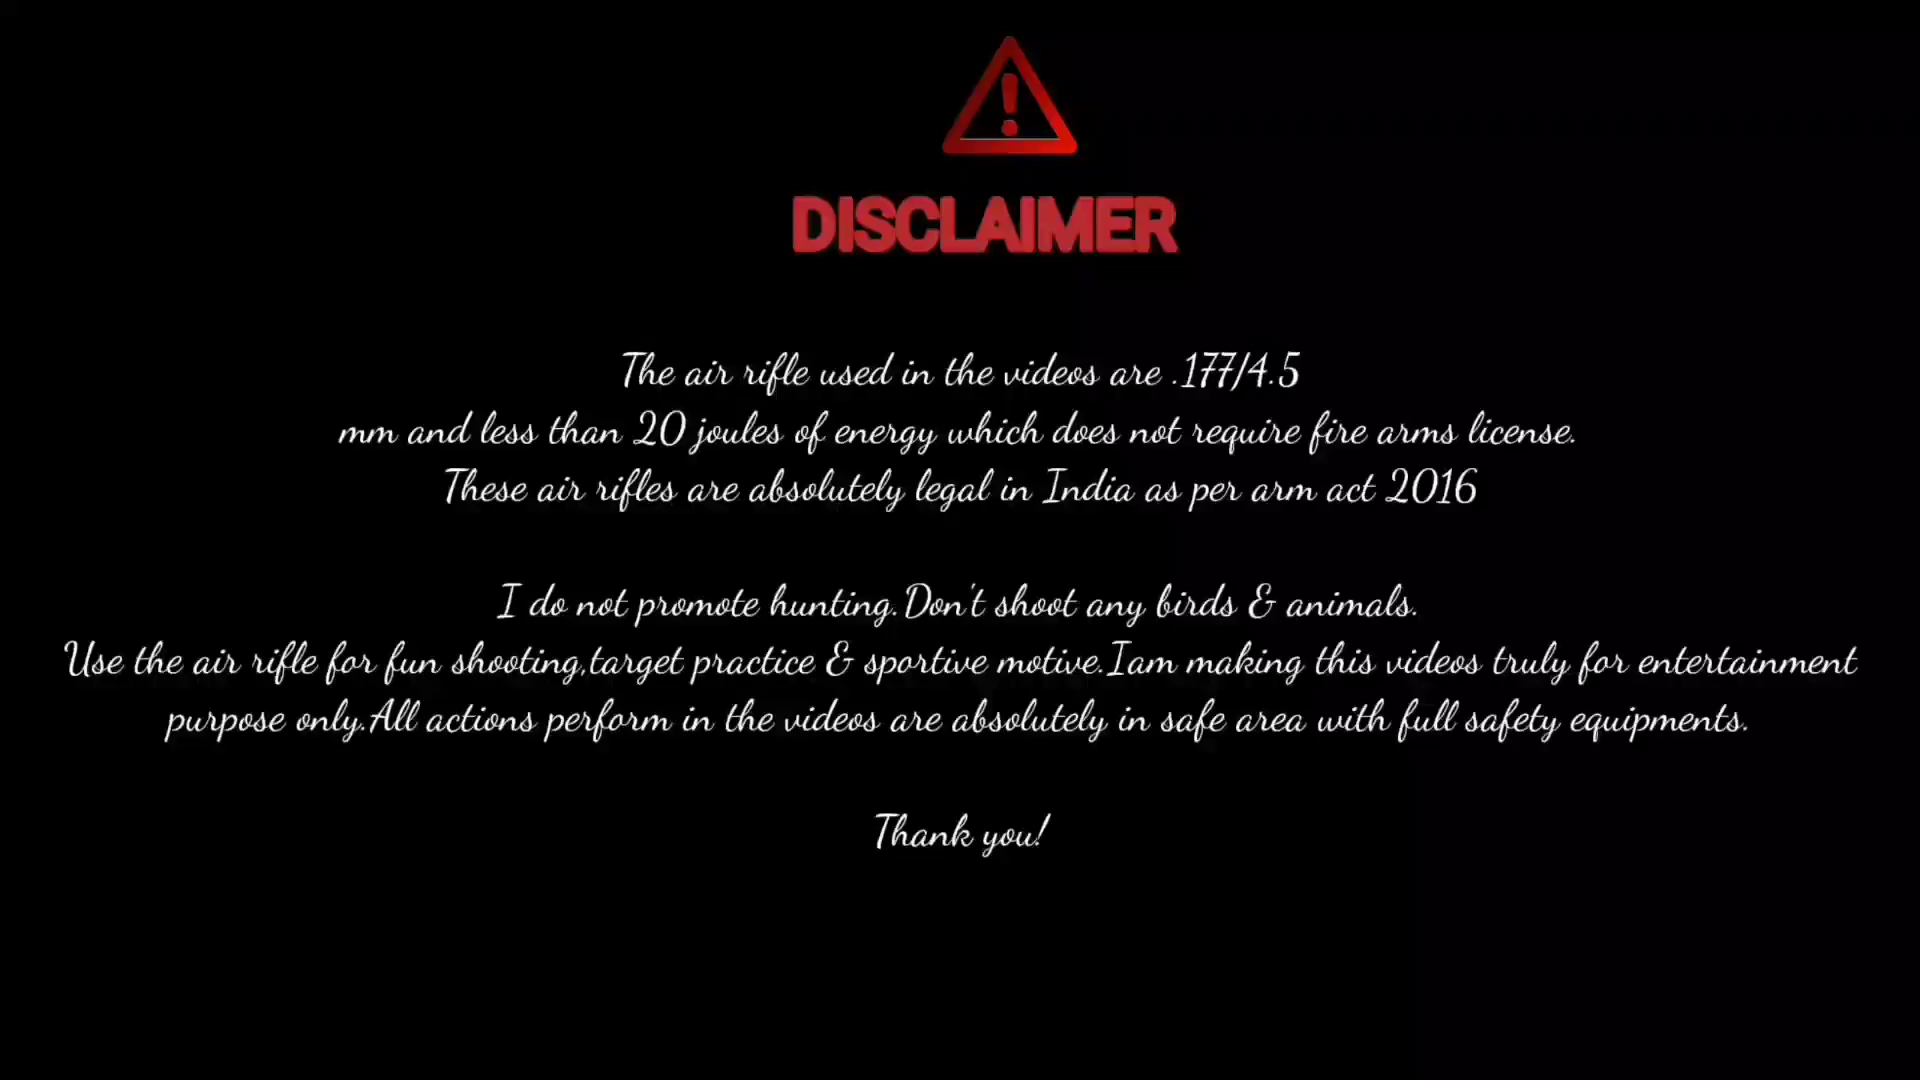 DISCLAIMER
The air rifle used in the videos are .177/4.5
mm and less than 20 joules of energy which does not require fire arms license.
These air rifles are absolutely legal in India as per arm act 2016
I do not promote hunting.Don't shoot any birds & animals.
Use the air rifle for fun shooting,target practice & sportive motive.Iam making this videos truly for entertainment
purpose only.All actions perform in the videos are absolutely in safe area with full safety equipments.
Thank you!